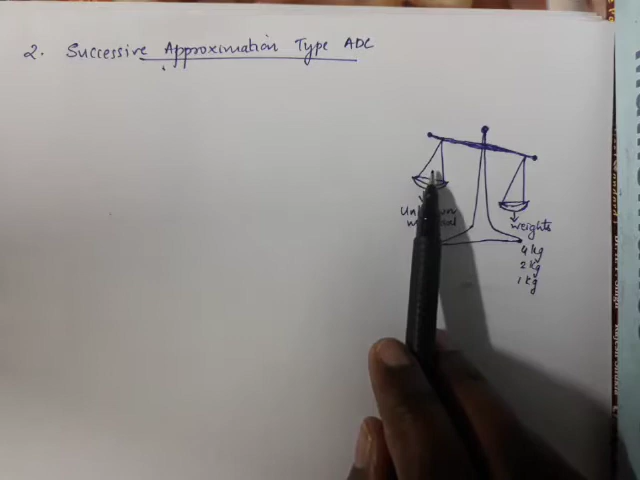 2. Successive Approximation Type ADC
weights
4 kg
2 kg
1 kg